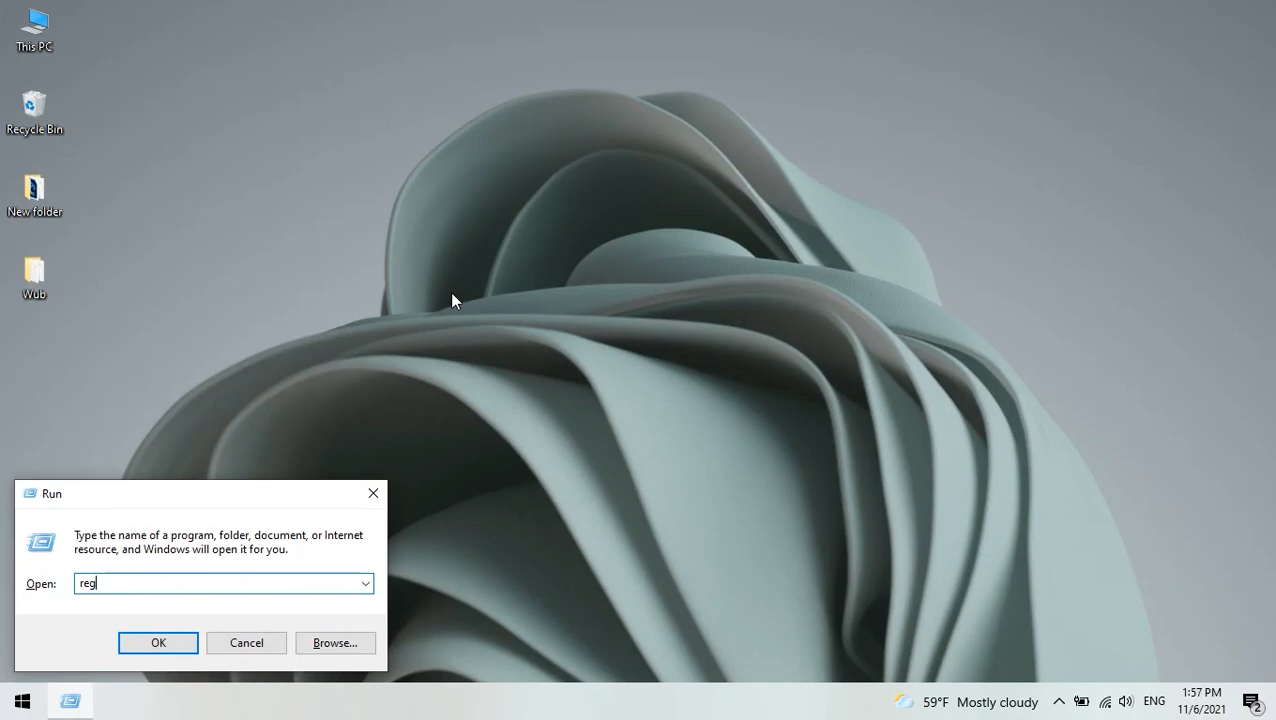 This PC
Recycle Bin
New folder
Wub
Run
Type the name of a program, folder, document, or Internet
resource, and Windows will open it for you.
Open:
reg
OK
Cancel
Browse...
59°F Mostly cloudy
ENG
1:57 PM
11/6/2021
2